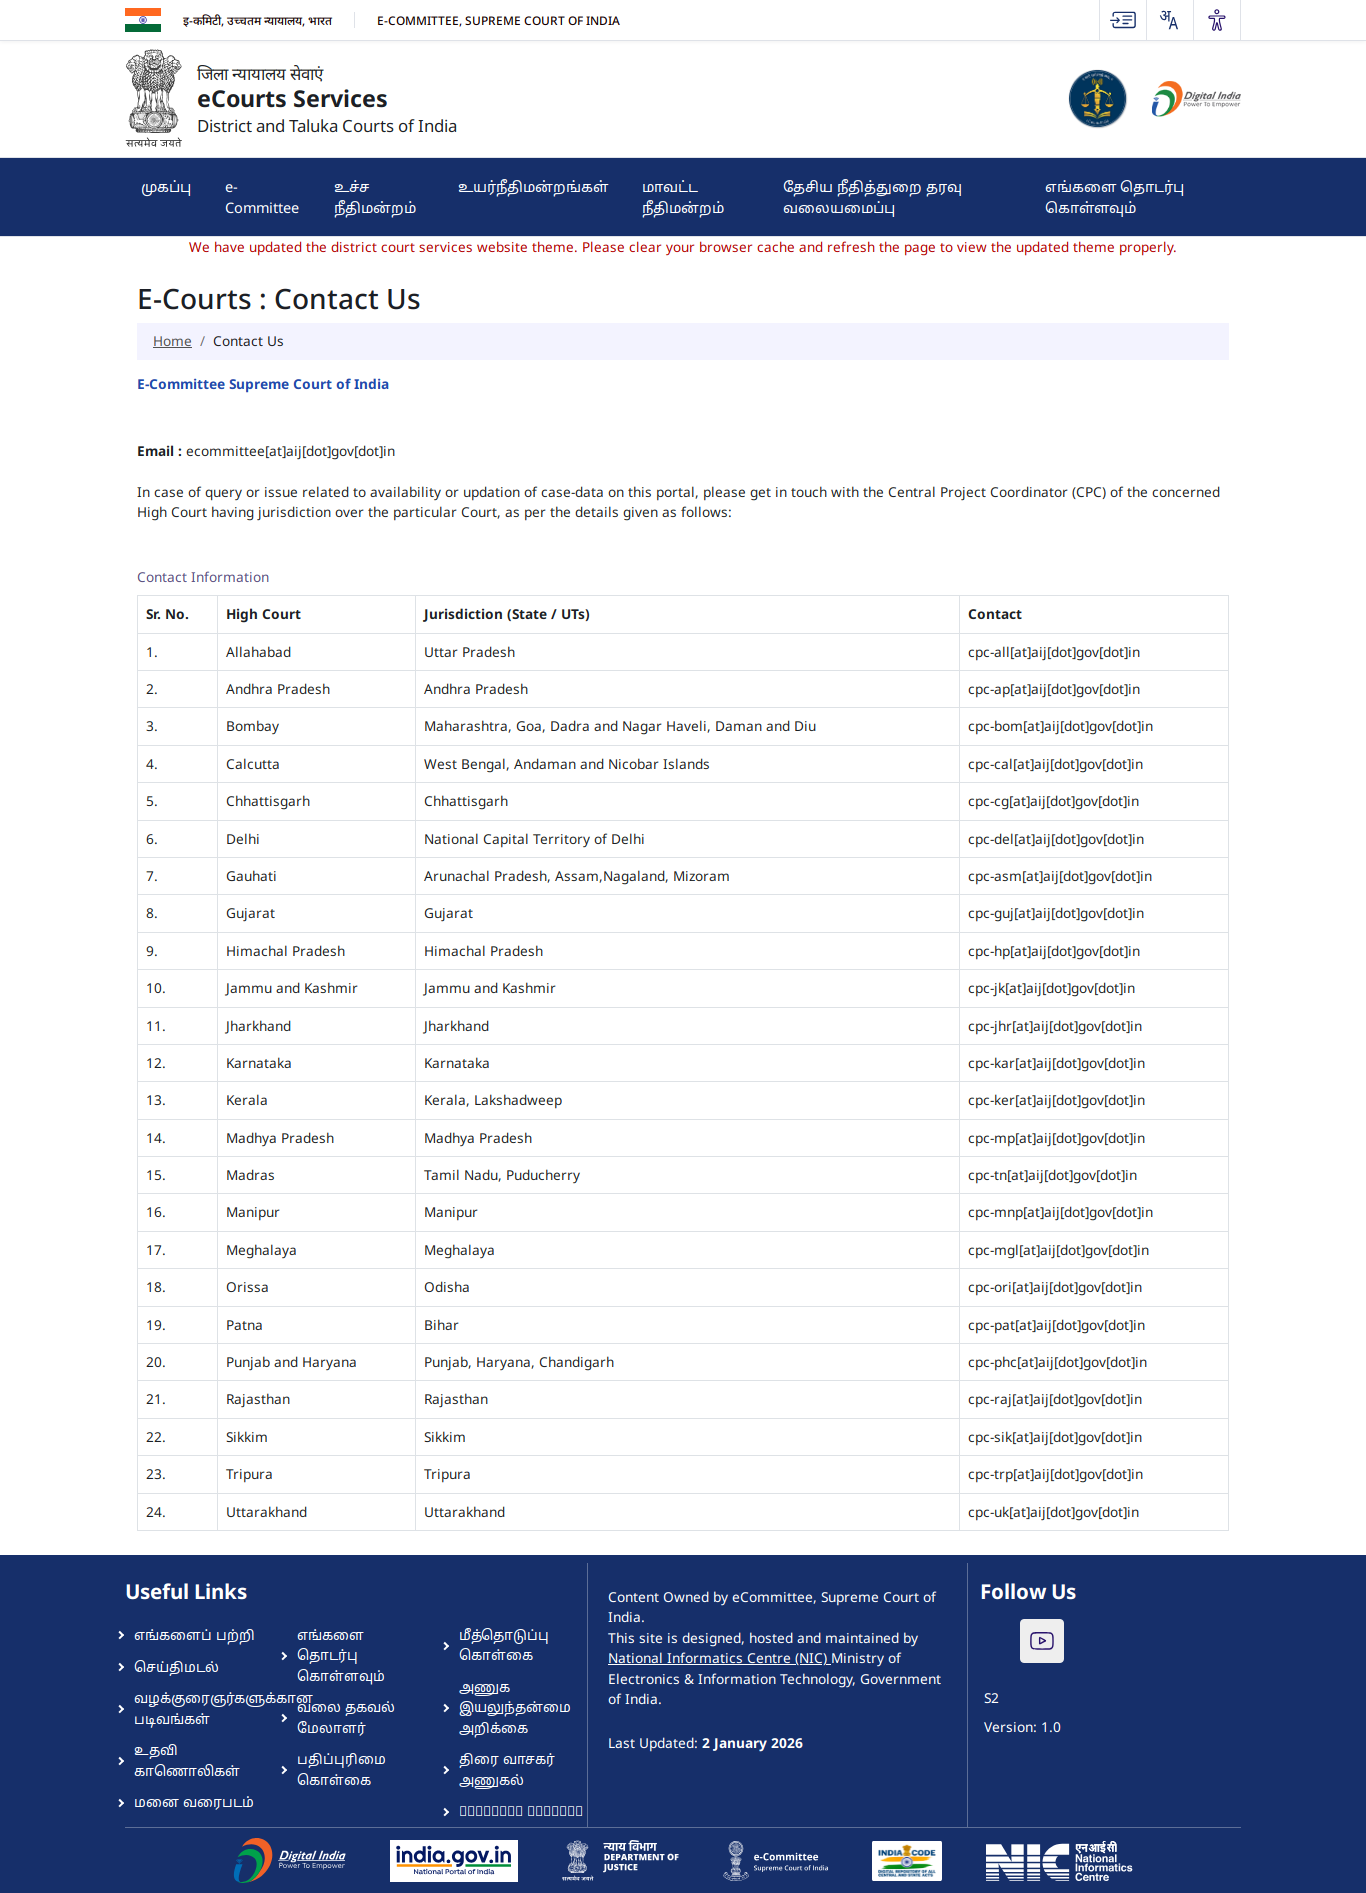 इ-कमिटी, उच्चतम न्यायालय, भारत E-COMMITTEE, SUPREME COURT OF INDIA
अA
सत्यमेव जयते
जिला न्यायालय सेवाएं
eCourts Services
District and Taluka Courts of India
Digital India
Power To Empower
முகப்பு
e-Committee
உச்ச நீதிமன்றம்
உயர்நீதிமன்றங்கள்
மாவட்ட நீதிமன்றம்
தேசிய நீதித்துறை தரவு வலையமைப்பு
எங்களை தொடர்பு கொள்ளவும்
We have updated the district court services website theme. Please clear your browser cache and refresh the page to view the updated theme properly.
E-Courts : Contact Us
Home / Contact Us
E-Committee Supreme Court of India
Email : ecommittee[at]aij[dot]gov[dot]in
In case of query or issue related to availability or updation of case-data on this portal, please get in touch with the Central Project Coordinator (CPC) of the concerned
High Court having jurisdiction over the particular Court, as per the details given as follows:
Contact Information
Sr. No. High Court Jurisdiction (State / UTs) Contact
1. Allahabad Uttar Pradesh cpc-all[at]aij[dot]gov[dot]in
2. Andhra Pradesh Andhra Pradesh cpc-ap[at]aij[dot]gov[dot]in
3. Bombay Maharashtra, Goa, Dadra and Nagar Haveli, Daman and Diu cpc-bom[at]aij[dot]gov[dot]in
4. Calcutta West Bengal, Andaman and Nicobar Islands cpc-cal[at]aij[dot]gov[dot]in
5. Chhattisgarh Chhattisgarh cpc-cg[at]aij[dot]gov[dot]in
6. Delhi National Capital Territory of Delhi cpc-del[at]aij[dot]gov[dot]in
7. Gauhati Arunachal Pradesh, Assam,Nagaland, Mizoram cpc-asm[at]aij[dot]gov[dot]in
8. Gujarat Gujarat cpc-guj[at]aij[dot]gov[dot]in
9. Himachal Pradesh Himachal Pradesh cpc-hp[at]aij[dot]gov[dot]in
10. Jammu and Kashmir Jammu and Kashmir cpc-jk[at]aij[dot]gov[dot]in
11. Jharkhand Jharkhand cpc-jhr[at]aij[dot]gov[dot]in
12. Karnataka Karnataka cpc-kar[at]aij[dot]gov[dot]in
13. Kerala Kerala, Lakshadweep cpc-ker[at]aij[dot]gov[dot]in
14. Madhya Pradesh Madhya Pradesh cpc-mp[at]aij[dot]gov[dot]in
15. Madras Tamil Nadu, Puducherry cpc-tn[at]aij[dot]gov[dot]in
16. Manipur Manipur cpc-mnp[at]aij[dot]gov[dot]in
17. Meghalaya Meghalaya cpc-mgl[at]aij[dot]gov[dot]in
18. Orissa Odisha cpc-ori[at]aij[dot]gov[dot]in
19. Patna Bihar cpc-pat[at]aij[dot]gov[dot]in
20. Punjab and Haryana Punjab, Haryana, Chandigarh cpc-phc[at]aij[dot]gov[dot]in
21. Rajasthan Rajasthan cpc-raj[at]aij[dot]gov[dot]in
22. Sikkim Sikkim cpc-sik[at]aij[dot]gov[dot]in
23. Tripura Tripura cpc-trp[at]aij[dot]gov[dot]in
24. Uttarakhand Uttarakhand cpc-uk[at]aij[dot]gov[dot]in
Useful Links
எங்களைப் பற்றி
செய்திமடல்
வழக்குரைஞர்களுக்கான
படிவங்கள்
உதவி
காணொலிகள்
மனை வரைபடம்
எங்களை
தொடர்பு
கொள்ளவும்
வலை தகவல்
மேலாளர்
பதிப்புரிமை
கொள்கை
மீத்தொடுப்பு
கொள்கை
அணுக
இயலுந்தன்மை
அறிக்கை
திரை வாசகர்
அணுகல்
Content Owned by eCommittee, Supreme Court of
India.
This site is designed, hosted and maintained by
National Informatics Centre (NIC) Ministry of
Electronics & Information Technology, Government
of India.
Last Updated: 2 January 2026
Follow Us
S2
Version: 1.0
Digital India
Power To Empower
india.gov.in
National Portal of India
सत्यमेव जयते
न्याय विभाग
DEPARTMENT OF
JUSTICE
e-Committee
Supreme Court of India
INDIA CODE
DIGITAL REPOSITORY OF ALL
CENTRAL AND STATE ACTS
NIC
एनआईसी
National
Informatics
Centre